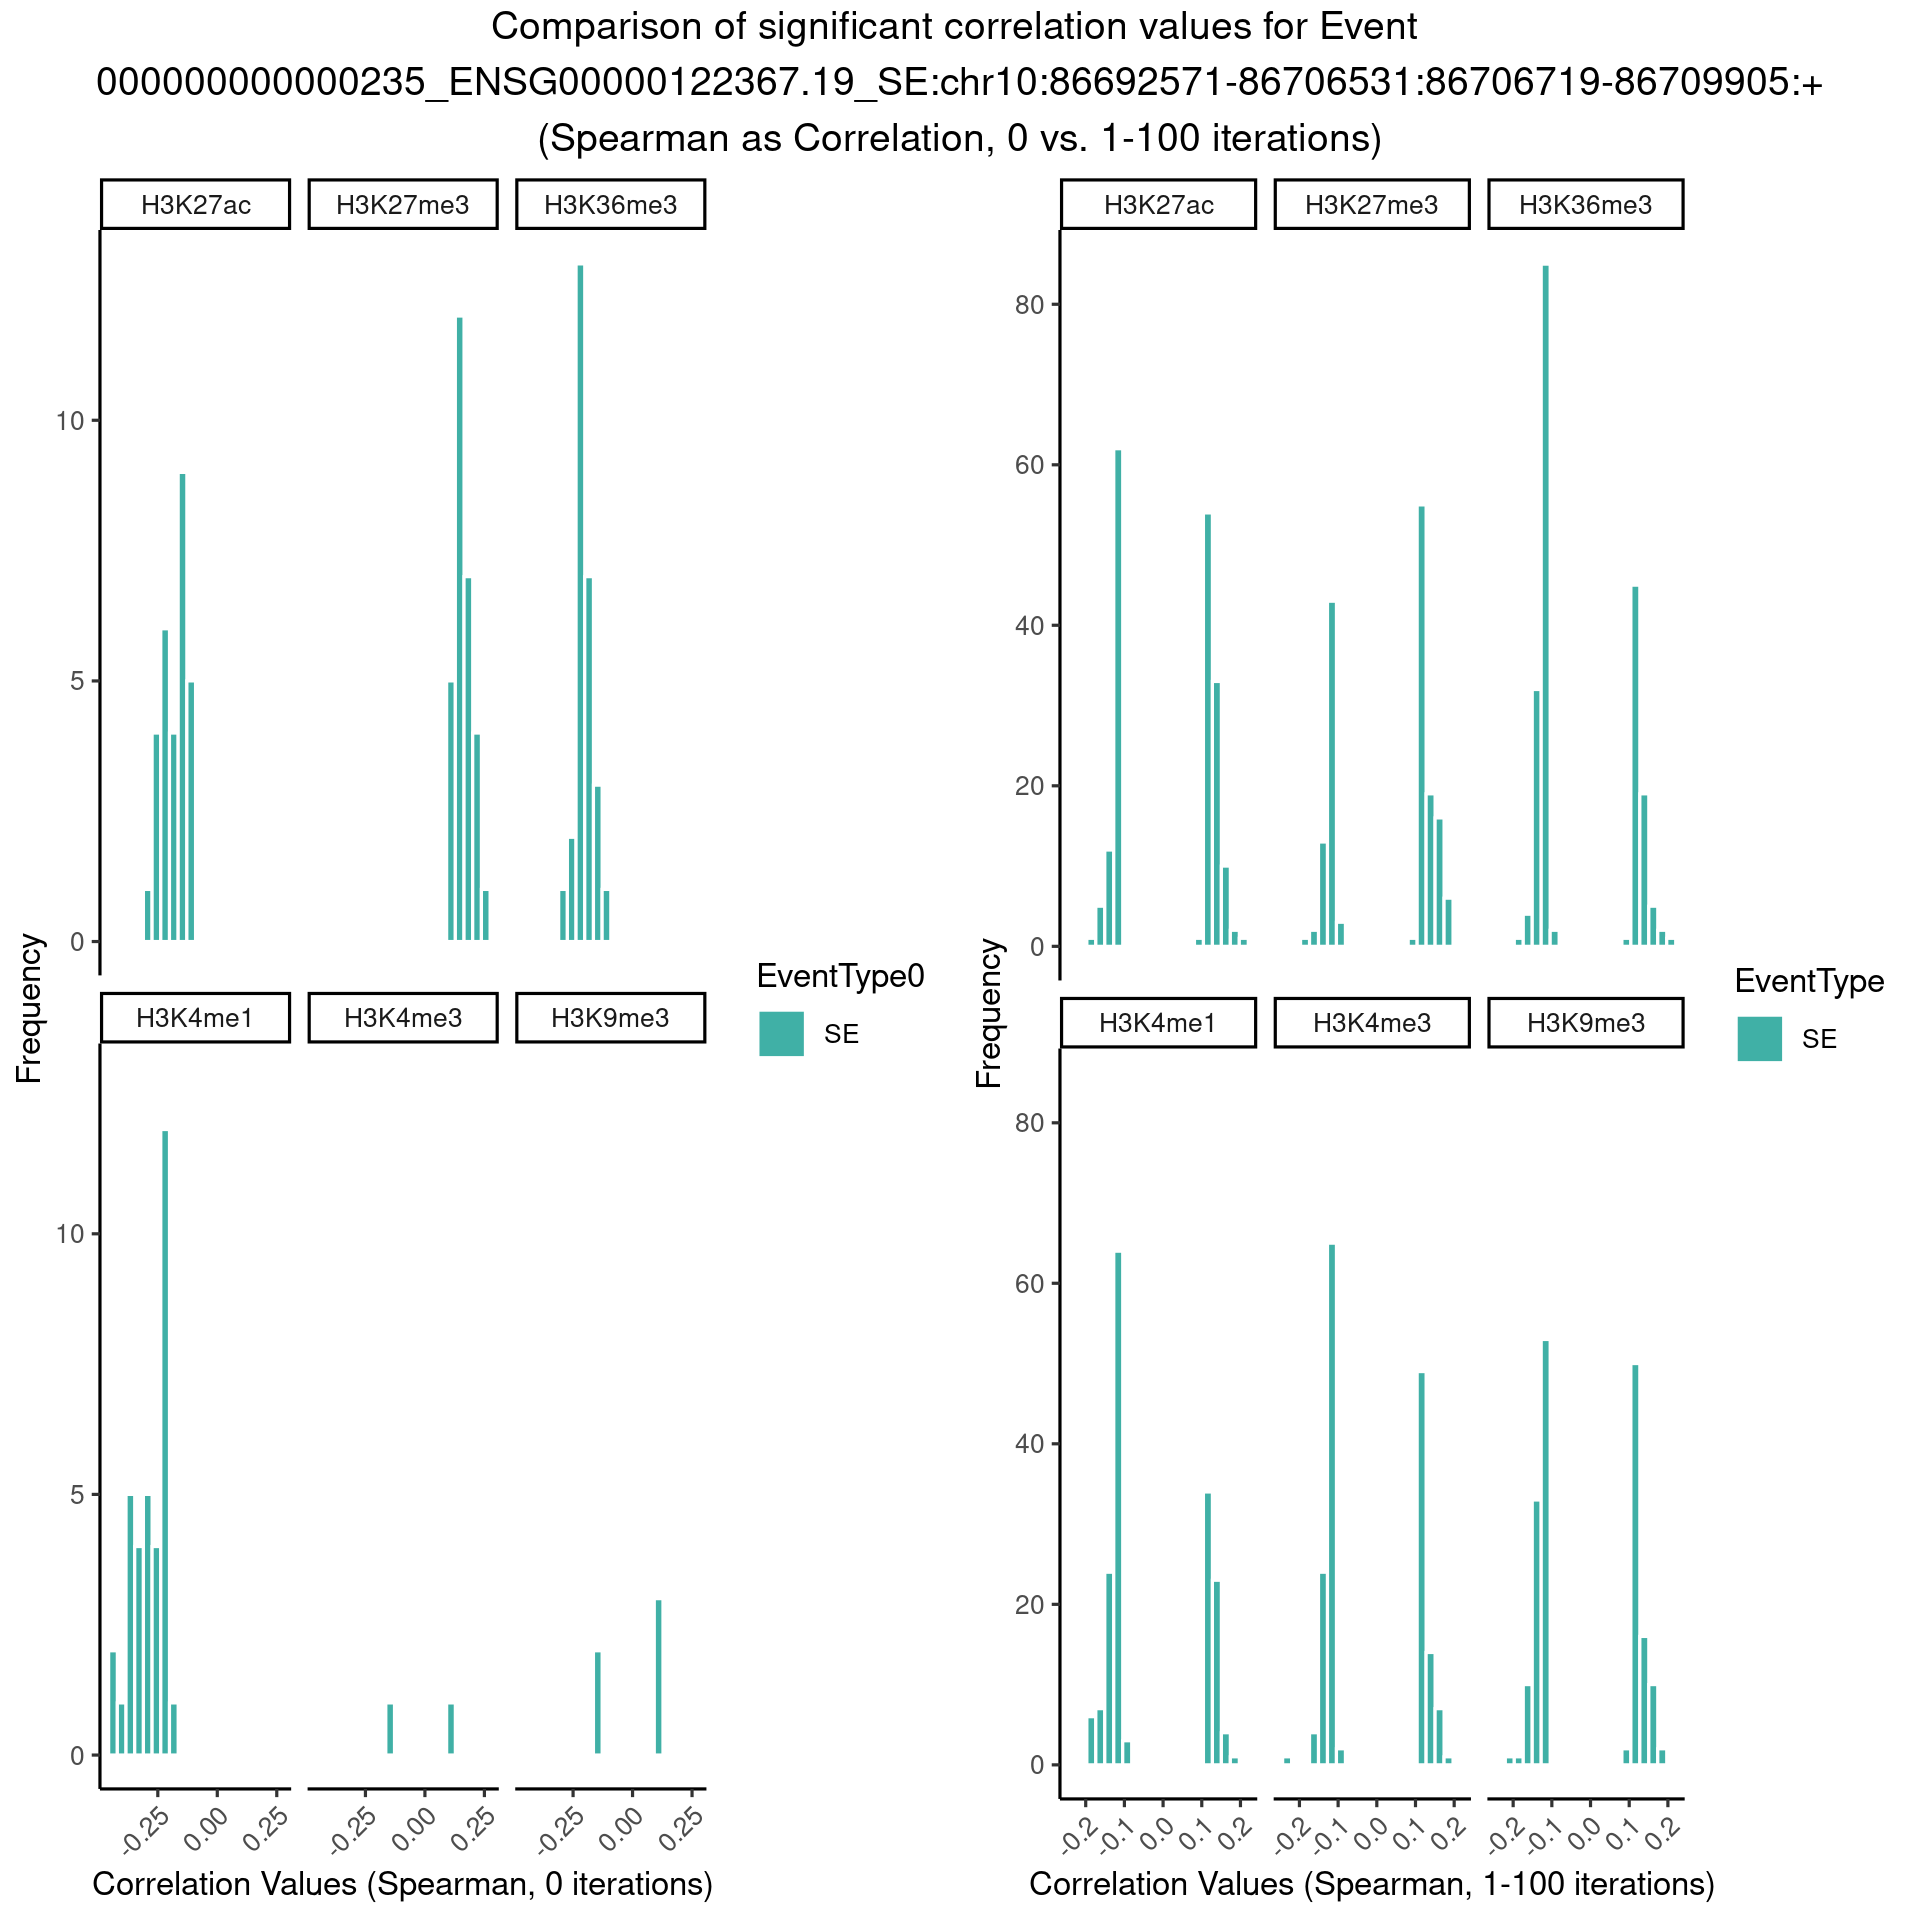 Comparison of significant correlation values for Event
000000000000235_ENSG00000122367.19_SE:chr10:86692571-86706531:86706719-86709905:+
(Spearman as Correlation, 0 vs. 1-100 iterations)
H3K27ac
H3K27me3
H3K36me3
10
5
0
H3K4me1
H3K4me3
H3K9me3
10
5
0
-0.25
0.00
0.25
-0.25
0.00
0.25
-0.25
0.00
0.25
Frequency
Correlation Values (Spearman, 0 iterations)
EventType0
SE
H3K27ac
H3K27me3
H3K36me3
80
60
40
20
0
H3K4me1
H3K4me3
H3K9me3
80
60
40
20
0
-0.2
-0.1
0.0
0.1
0.2
-0.2
-0.1
0.0
0.1
0.2
-0.2
-0.1
0.0
0.1
0.2
Frequency
Correlation Values (Spearman, 1-100 iterations)
EventType
SE